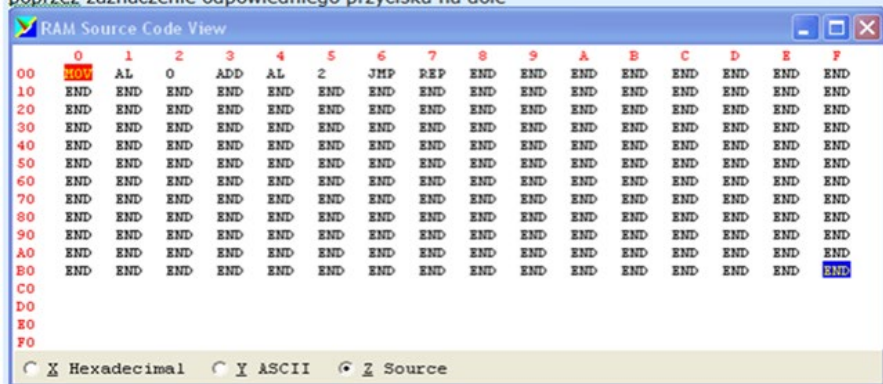 poprzez zaznaczenie odpowiedniego przycisku na dole
RAM Source Code View
0 1 2 3 4 5 6 7 8 9 A B C D E F
00 MOV AL 0 ADD AL 2 JMP REP END END END END END END END END
10 END END END END END END END END END END END END END END END END
20 END END END END END END END END END END END END END END END END
30 END END END END END END END END END END END END END END END END
40 END END END END END END END END END END END END END END END END
50 END END END END END END END END END END END END END END END END
60 END END END END END END END END END END END END END END END END
70 END END END END END END END END END END END END END END END END
80 END END END END END END END END END END END END END END END END
90 END END END END END END END END END END END END END END END END
A0 END END END END END END END END END END END END END END END END
B0 END END END END END END END END END END END END END END END END
C0
D0
E0
F0
X Hexadecimal Y ASCII Z Source